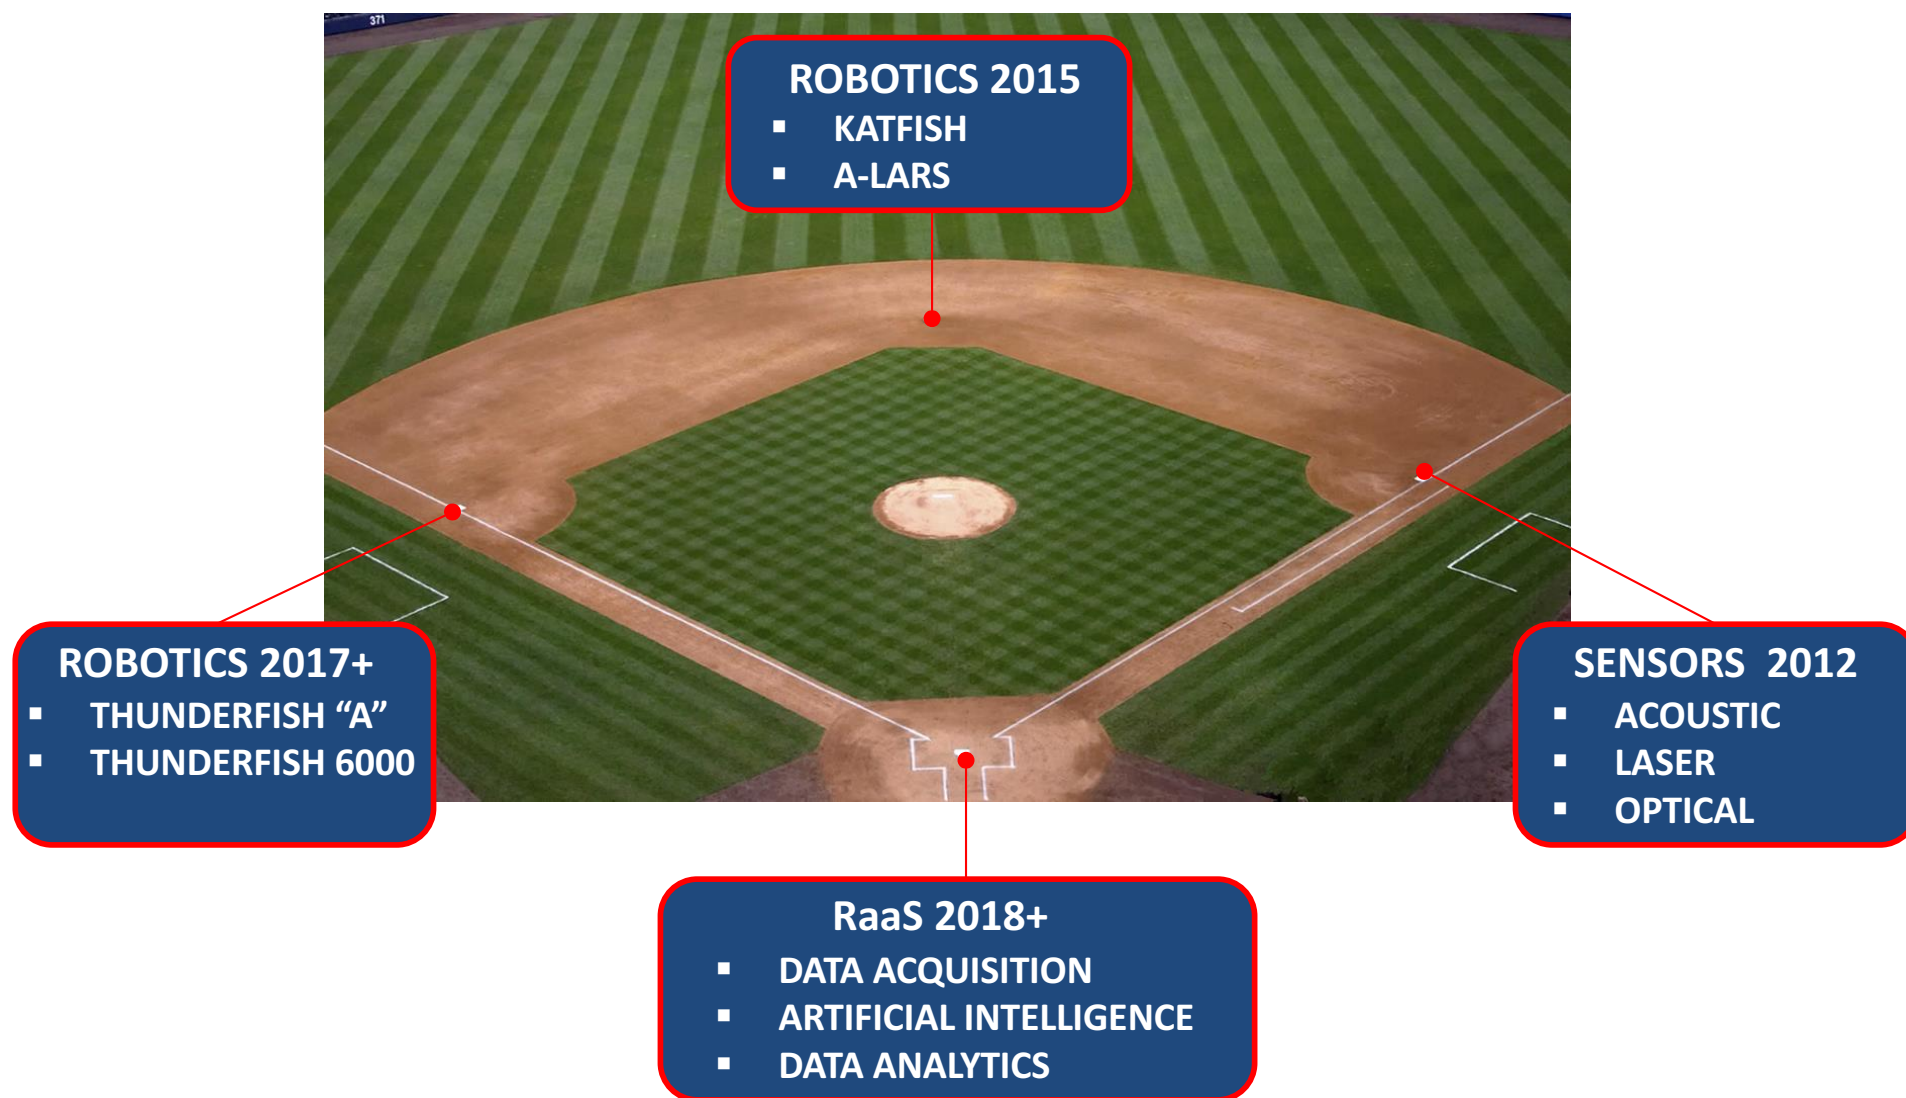 371
ROBOTICS 2015
▪ KATFISH
▪ A-LARS
ROBOTICS 2017+
▪ THUNDERFISH “A”
▪ THUNDERFISH 6000
SENSORS 2012
▪ ACOUSTIC
▪ LASER
▪ OPTICAL
RaaS 2018+
▪ DATA ACQUISITION
▪ ARTIFICIAL INTELLIGENCE
▪ DATA ANALYTICS